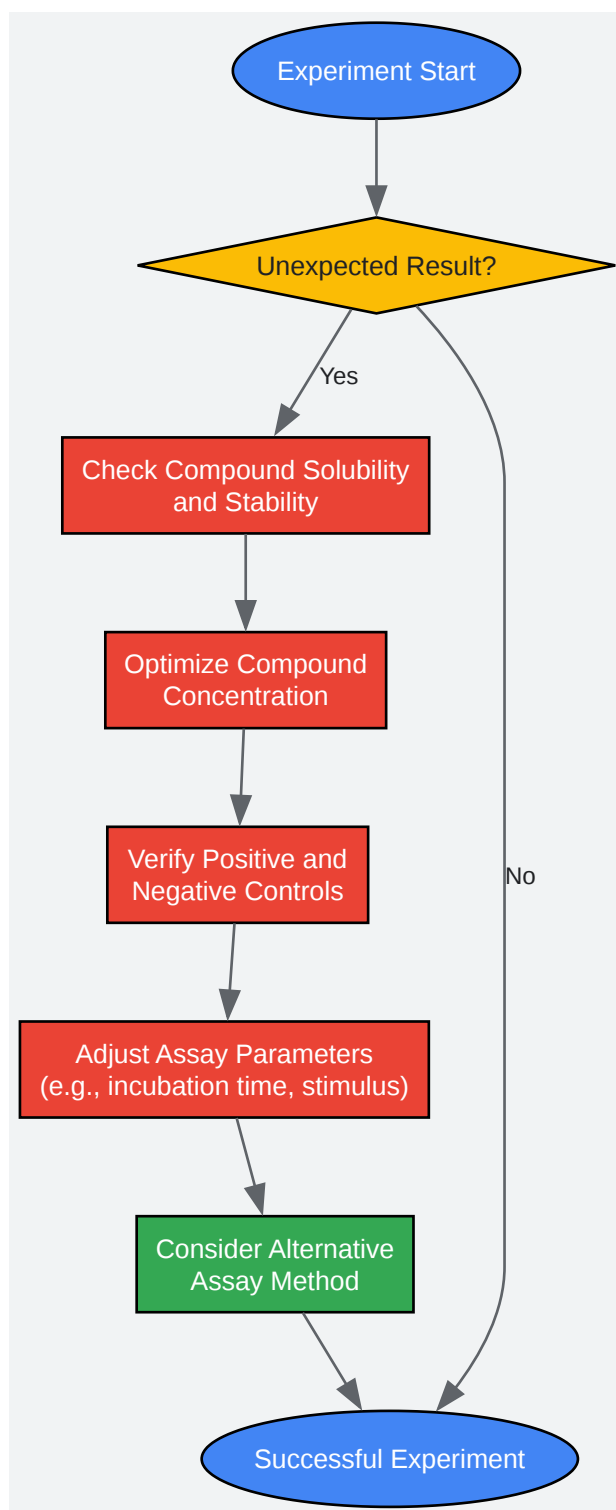 Experiment Start
Unexpected Result?
Yes
Check Compound Solubility
and Stability
Optimize Compound
Concentration
Verify Positive and
Negative Controls
No
Adjust Assay Parameters
(e.g., incubation time, stimulus)
Consider Alternative
Assay Method
Successful Experiment